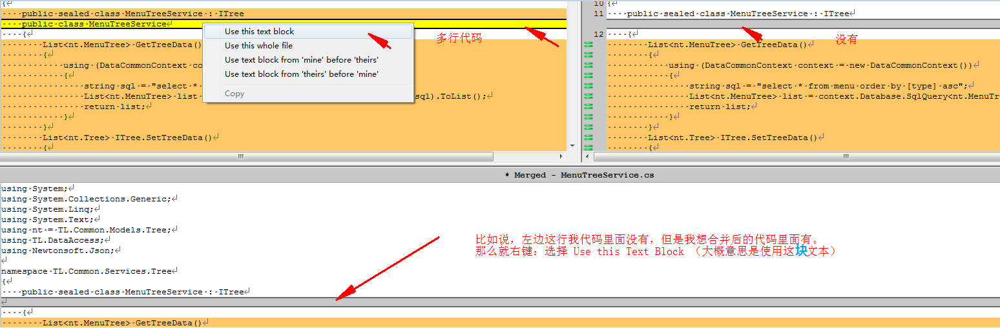 {
public sealed class MenuTreeService : ITree
public class MenuTreeService
{
List<nt.MenuTree> GetTreeData()
{
using (DataCommonContext co
{
string sql = "select *
List<nt.MenuTree> list
sql).ToList();
return list;
}
}
List<nt.Tree> ITree.SetTreeData()
{
Use this text block
Use this whole file
Use text block from 'mine' before 'theirs'
Use text block from 'theirs' before 'mine'
Copy
多行代码
10 {
11 public sealed class MenuTreeService : ITree
12 {
没有
List<nt.MenuTree> GetTreeData()
{
using (DataCommonContext context = new DataCommonContext())
{
string sql = "select * from menu order by [type] asc";
List<nt.MenuTree> list = context.Database.SqlQuery<nt.MenuTr
return list;
}
}
List<nt.Tree> ITree.SetTreeData()
{
* Merged - MenuTreeService.cs
using System;
using System.Collections.Generic;
using System.Linq;
using System.Text;
using nt = TL.Common.Models.Tree;
using TL.DataAccess;
using Newtonsoft.Json;
namespace TL.Common.Services.Tree
{
public sealed class MenuTreeService : ITree
{
List<nt.MenuTree> GetTreeData()
比如说，左边这行我代码里面没有，但是我想合并后的代码里面有。
那么就右键：选择 Use this Text Block （大概意思是使用这块文本）